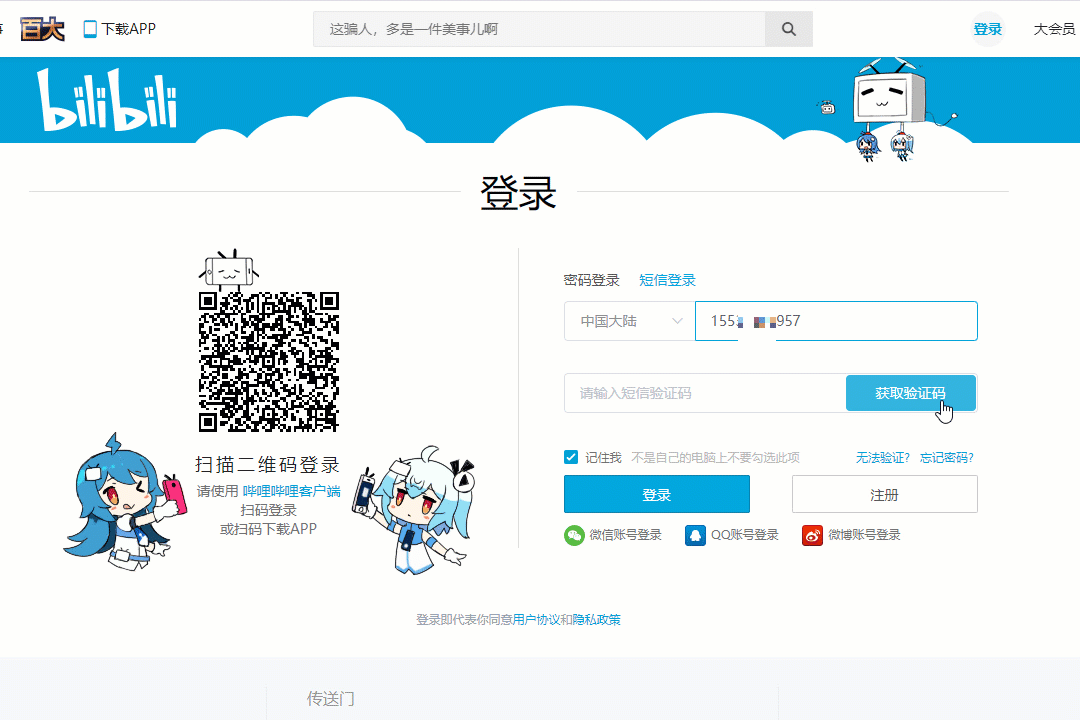 百大 下载APP 这骗人，多是一件美事儿啊 登录 大会员
bilibili
登录
密码登录 短信登录
中国大陆 155 957
请输入短信验证码 获取验证码
扫描二维码登录
请使用 哔哩哔哩客户端
扫码登录
或扫码下载APP
记住我 不是自己的电脑上不要勾选此项 无法验证? 忘记密码?
登录 注册
微信账号登录 QQ账号登录 微博账号登录
登录即代表你同意用户协议和隐私政策
传送门